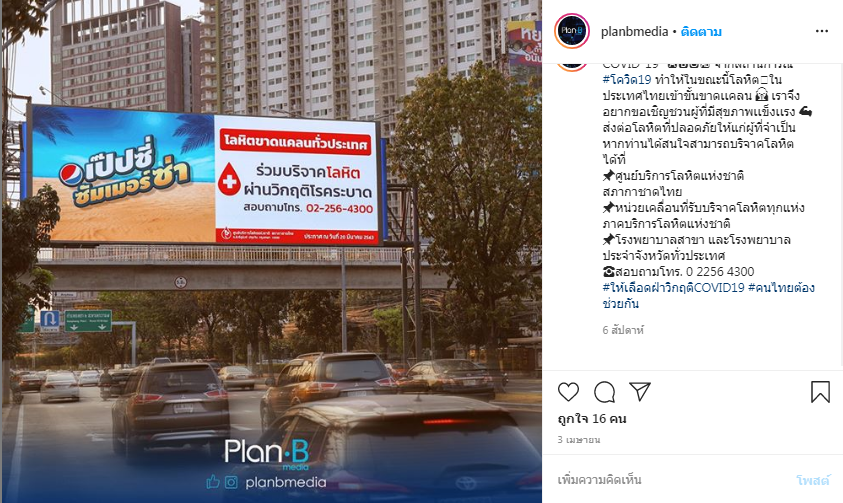 planbmedia • ติดตาม
#โควิด19 ทำให้ในขณะนี้โลหิต ใน
ประเทศไทยเข้าขั้นขาดแคลน เราจึง
อยากขอเชิญชวนผู้ที่มีสุขภาพแข็งแรง
ส่งต่อโลหิตที่ปลอดภัยให้แก่ผู้ที่จำเป็น
หากท่านใดสนใจสามารถบริจาคโลหิต
ได้ที่
📌ศูนย์บริการโลหิตแห่งชาติ
สภากาชาดไทย
📌หน่วยเคลื่อนที่รับบริจาคโลหิตทุกแห่ง
ภาคบริการโลหิตแห่งชาติ
📌โรงพยาบาลสาขา และโรงพยาบาล
ประจำจังหวัดทั่วประเทศ
☎สอบถามโทร. 0 2256 4300
#ให้เลือดฝ่าวิกฤติCOVID19 #คนไทยต้อง
ช่วยกัน
6 สัปดาห์
ถูกใจ 16 คน
3 เมษายน
เพิ่มความคิดเห็น
โพสต์
เป๊ปซี่
ซัมเมอร์ซ่า
โลหิตขาดแคลนทั่วประเทศ
ร่วมบริจาคโลหิต
ผ่านวิกฤติโรคระบาด
สอบถามโทร. 02-256-4300
ประกาศ ณ วันที่ 20 มีนาคม 2563
Plan B
media
planbmedia